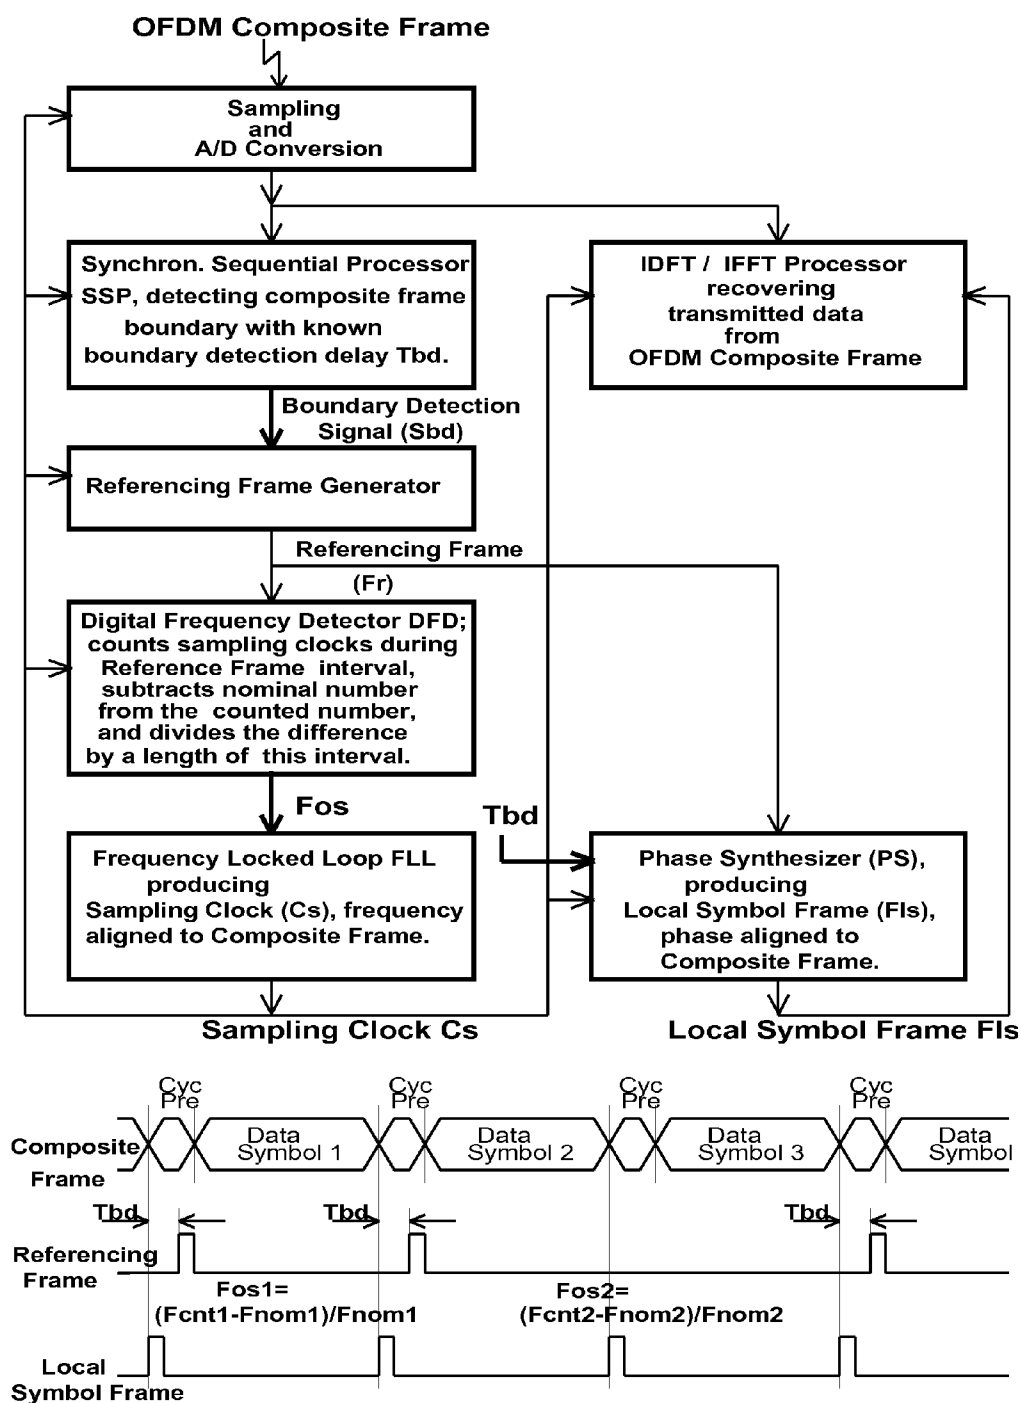 OFDM Composite Frame
Sampling
and
A/D Conversion
Synchron. Sequential Processor
SSP, detecting composite frame
boundary with known
boundary detection delay Tbd.
IDFT / IFFT Processor
recovering
transmitted data
from
OFDM Composite Frame
Boundary Detection
Signal (Sbd)
Referencing Frame Generator
Referencing Frame
(Fr)
Digital Frequency Detector DFD;
counts sampling clocks during
Reference Frame interval,
subtracts nominal number
from the counted number,
and divides the difference
by a length of this interval.
Fos
Tbd
Frequency Locked Loop FLL
producing
Sampling Clock (Cs), frequency
aligned to Composite Frame.
Phase Synthesizer (PS),
producing
Local Symbol Frame (Fls),
phase aligned to
Composite Frame.
Sampling Clock Cs
Local Symbol Frame Fls
Cyc
Pre
Cyc
Pre
Cyc
Pre
Cyc
Pre
Composite
Frame
Data
Symbol 1
Data
Symbol 2
Data
Symbol 3
Data
Symbol
Tbd
Tbd
Tbd
Referencing
Frame
Fos1=
(Fcnt1-Fnom1)/Fnom1
Fos2=
(Fcnt2-Fnom2)/Fnom2
Local
Symbol Frame